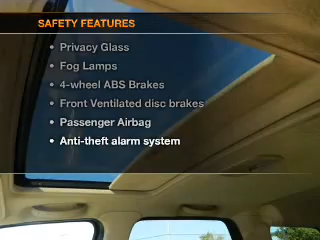 SAFETY FEATURES
• Privacy Glass
• Fog Lamps
• 4-wheel ABS Brakes
• Front Ventilated disc brakes
• Passenger Airbag
• Anti-theft alarm system